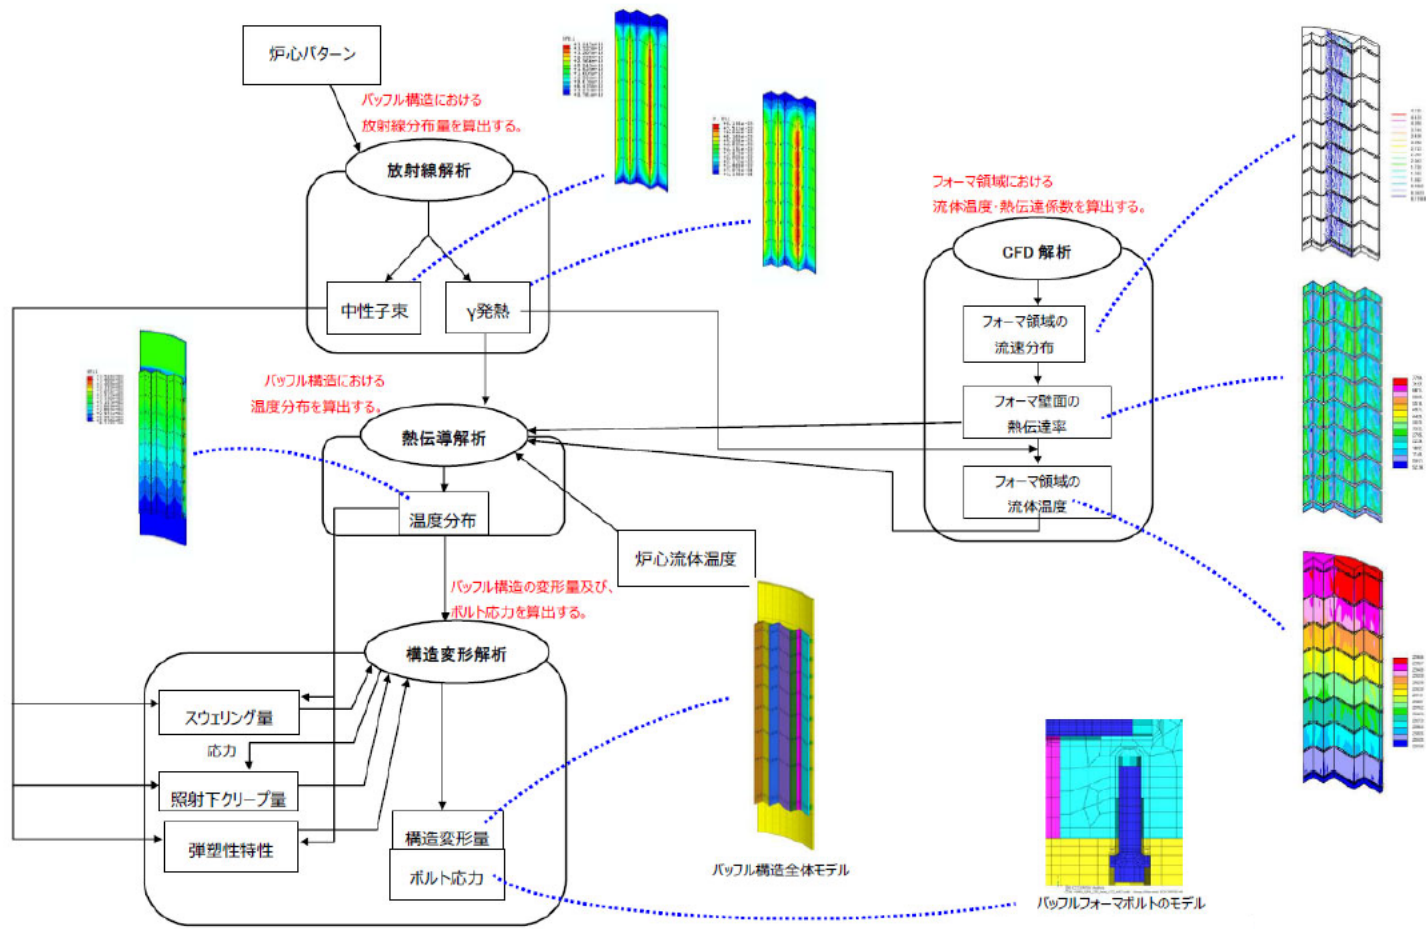 炉心パターン
バッフル構造における
放射線分布量を算出する。
放射線解析
中性子束
γ発熱
フォーマ領域における
流体温度・熱伝達係数を算出する。
CFD 解析
フォーマ領域の
流速分布
フォーマ壁面の
熱伝達率
フォーマ領域の
流体温度
バッフル構造における
温度分布を算出する。
熱伝導解析
温度分布
炉心流体温度
バッフル構造の変形量及び、
ボルト応力を算出する。
構造変形解析
スウェリング量
応力
照射下クリープ量
弾塑性特性
構造変形量
ボルト応力
バッフル構造全体モデル
バッフルフォーマボルトのモデル